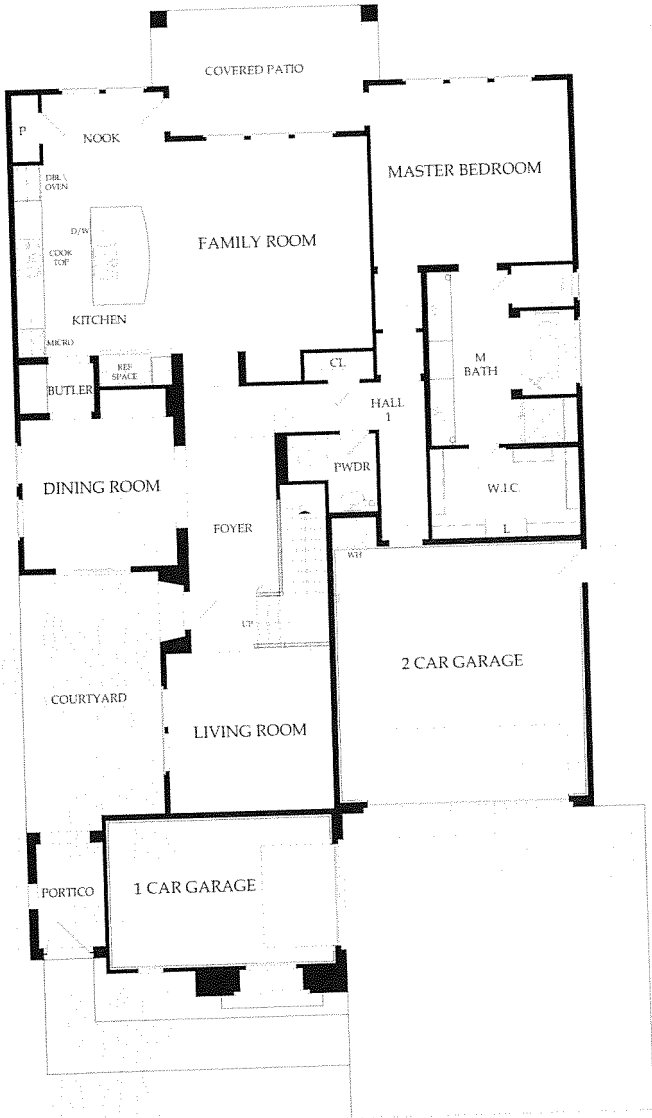 COVERED PATIO
P
NOOK
MASTER BEDROOM
DBL \
OVEN
D/W
FAMILY ROOM
COOK
TOP
KITCHEN
MICRO
REF
SPACE
CL
M
BATH
BUTLER
HALL
1
PWDR
DINING ROOM
W.I.C.
FOYER
L
WH
UP
2 CAR GARAGE
COURTYARD
LIVING ROOM
PORTICO
1 CAR GARAGE